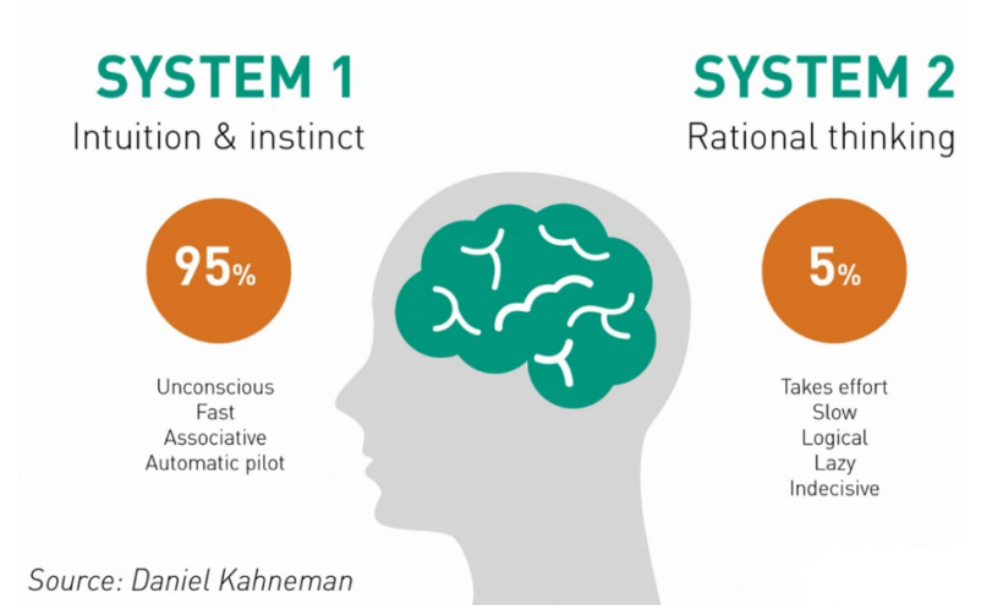 SYSTEM 1
Intuition & instinct
95%
Unconscious
Fast
Associative
Automatic pilot
SYSTEM 2
Rational thinking
5%
Takes effort
Slow
Logical
Lazy
Indecisive
Source: Daniel Kahneman